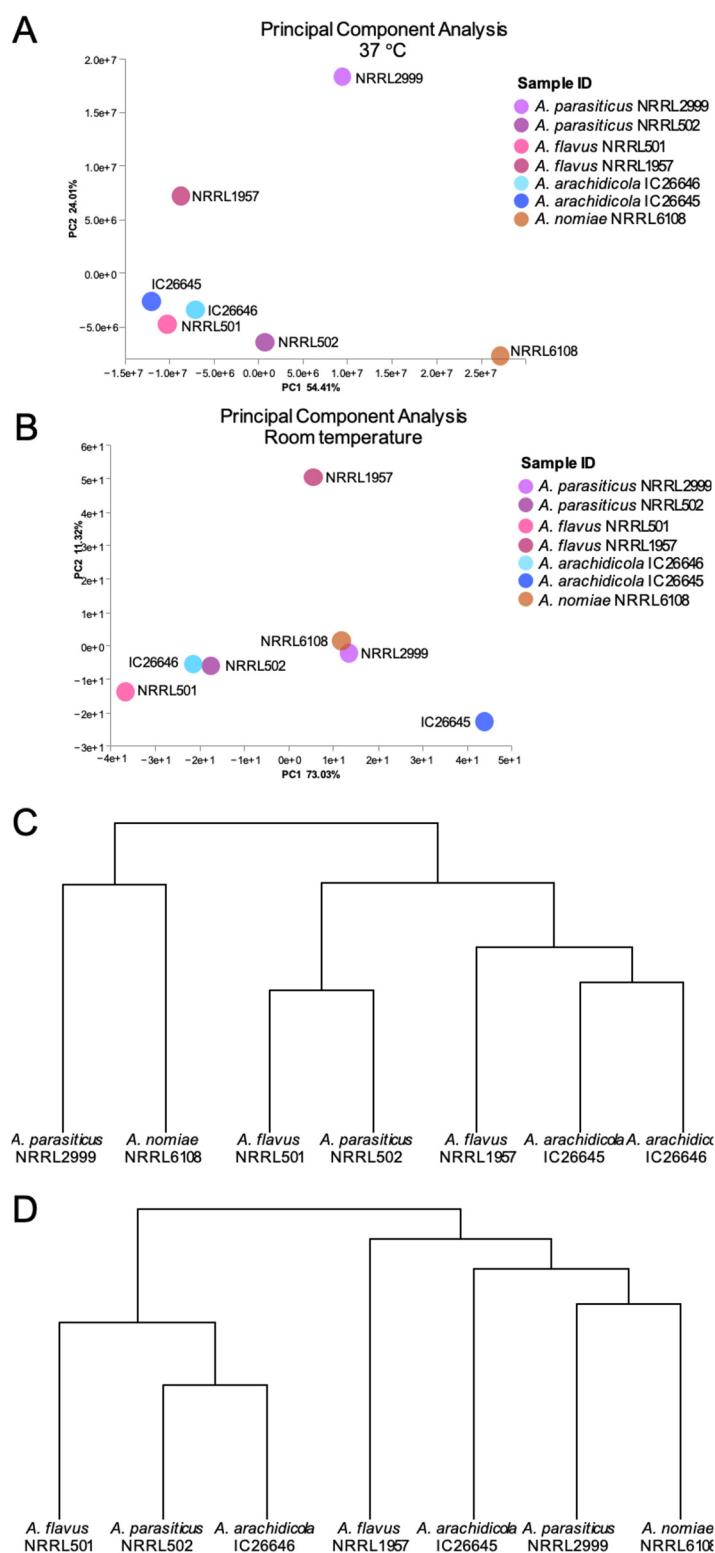 A
Principal Component Analysis
37 °C
2.0e+7
1.5e+7
1.0e+7
5.0e+6
0.0e+0
−5.0e+6
PC2 24.01%
NRRL2999
NRRL1957
IC26645
IC26646
NRRL501
NRRL502
NRRL6108
−1.5e+7 −1.0e+7 −5.0e+6 0.0e+0 5.0e+6 1.0e+7 1.5e+7 2.0e+7 2.5e+7
PC1 54.41%
Sample ID
A. parasiticus NRRL2999
A. parasiticus NRRL502
A. flavus NRRL501
A. flavus NRRL1957
A. arachidicola IC26646
A. arachidicola IC26645
A. nomiae NRRL6108
B
Principal Component Analysis
Room temperature
6e+1
5e+1
4e+1
3e+1
2e+1
1e+1
0e+0
−1e+1
−2e+1
−3e+1
PC2 11.32%
NRRL1957
NRRL6108
NRRL2999
IC26646
NRRL502
NRRL501
IC26645
−4e+1 −3e+1 −2e+1 −1e+1 0e+0 1e+1 2e+1 3e+1 4e+1 5e+1
PC1 73.03%
Sample ID
A. parasiticus NRRL2999
A. parasiticus NRRL502
A. flavus NRRL501
A. flavus NRRL1957
A. arachidicola IC26646
A. arachidicola IC26645
A. nomiae NRRL6108
C
A. parasiticus A. nomiae A. flavus A. parasiticus A. flavus A. arachidicola A. arachidico
NRRL2999 NRRL6108 NRRL501 NRRL502 NRRL1957 IC26645 IC26646
D
A. flavus A. parasiticus A. arachidicola A. flavus A. arachidicola A. parasiticus A. nomiae
NRRL501 NRRL502 IC26646 NRRL1957 IC26645 NRRL2999 NRRL6108